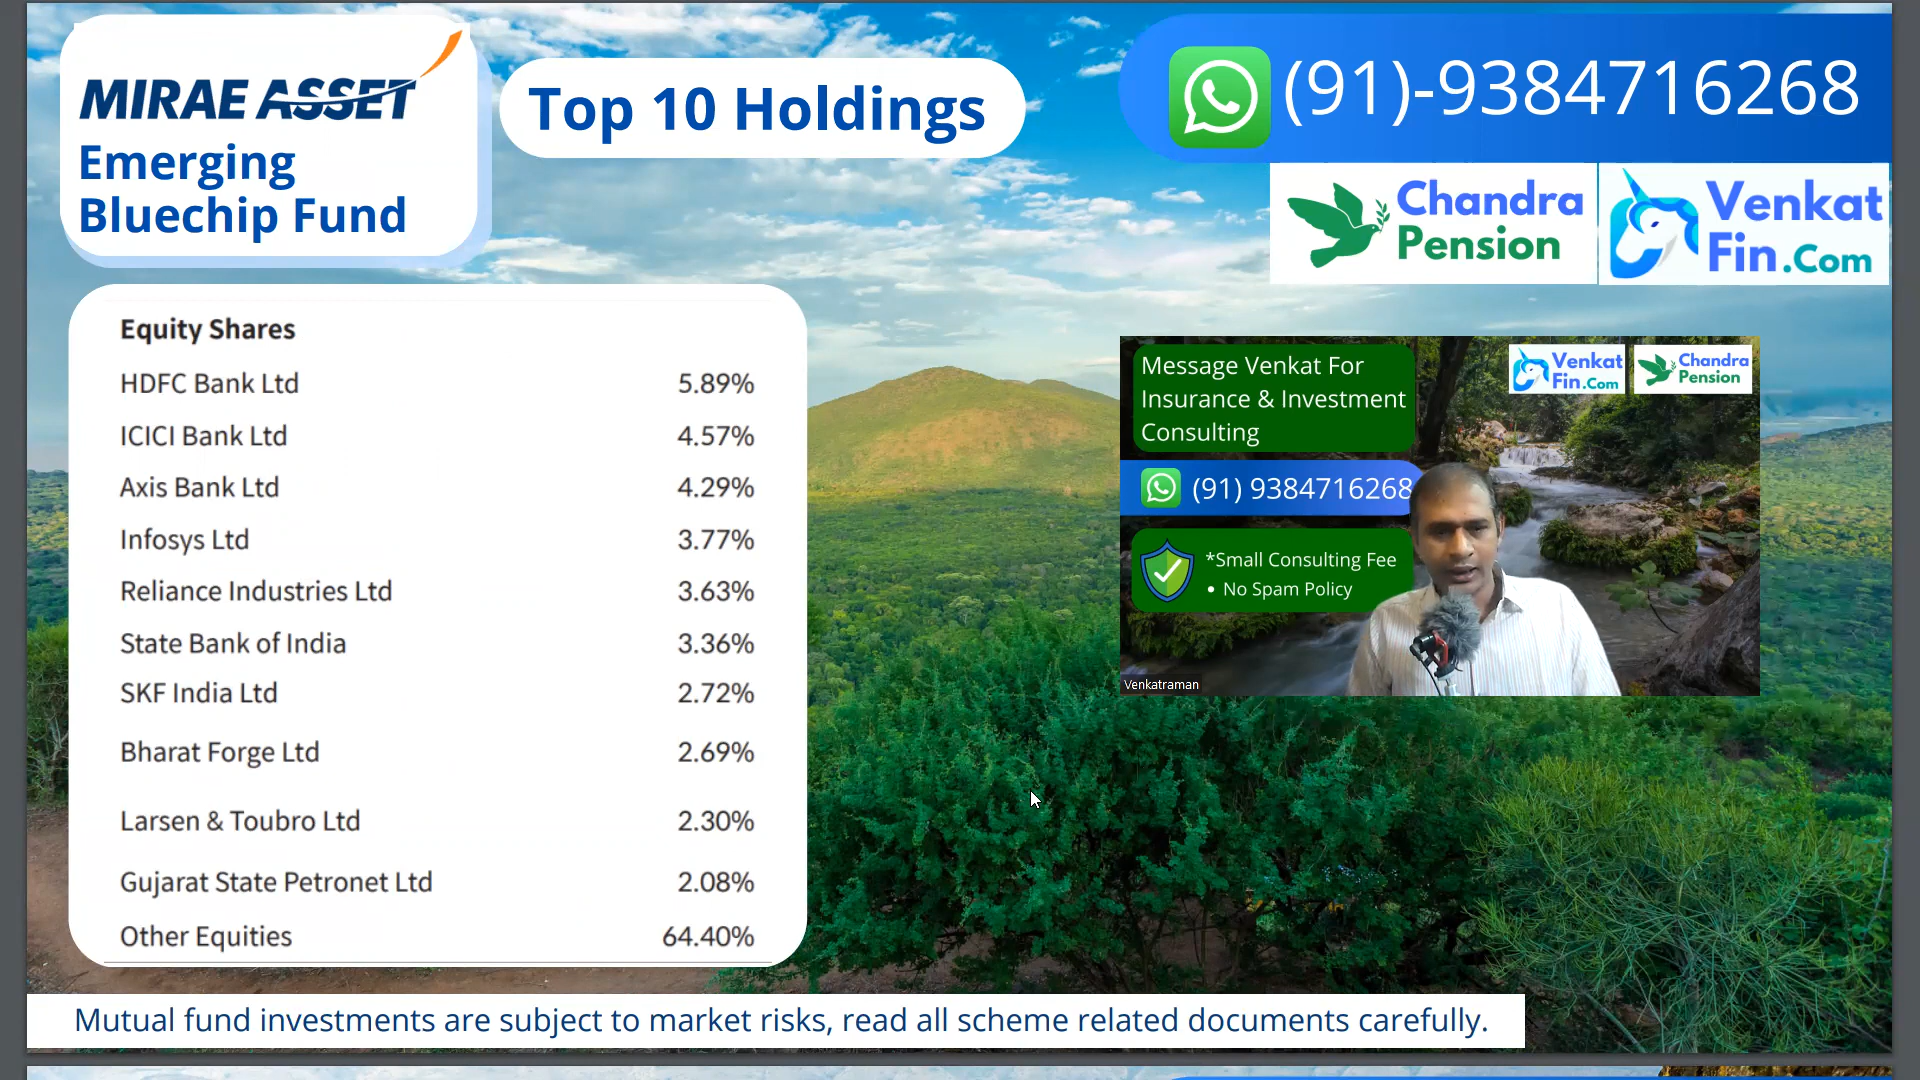 MIRAE ASSET
Emerging
Bluechip Fund
Top 10 Holdings
(91)-9384716268
Chandra
Pension
Venkat
Fin.Com
Equity Shares
HDFC Bank Ltd 5.89%
ICICI Bank Ltd 4.57%
Axis Bank Ltd 4.29%
Infosys Ltd 3.77%
Reliance Industries Ltd 3.63%
State Bank of India 3.36%
SKF India Ltd 2.72%
Bharat Forge Ltd 2.69%
Larsen & Toubro Ltd 2.30%
Gujarat State Petronet Ltd 2.08%
Other Equities 64.40%
Message Venkat For
Insurance & Investment
Consulting
Venkat
Fin.Com
Chandra
Pension
(91) 9384716268
*Small Consulting Fee
• No Spam Policy
Venkatraman
Mutual fund investments are subject to market risks, read all scheme related documents carefully.